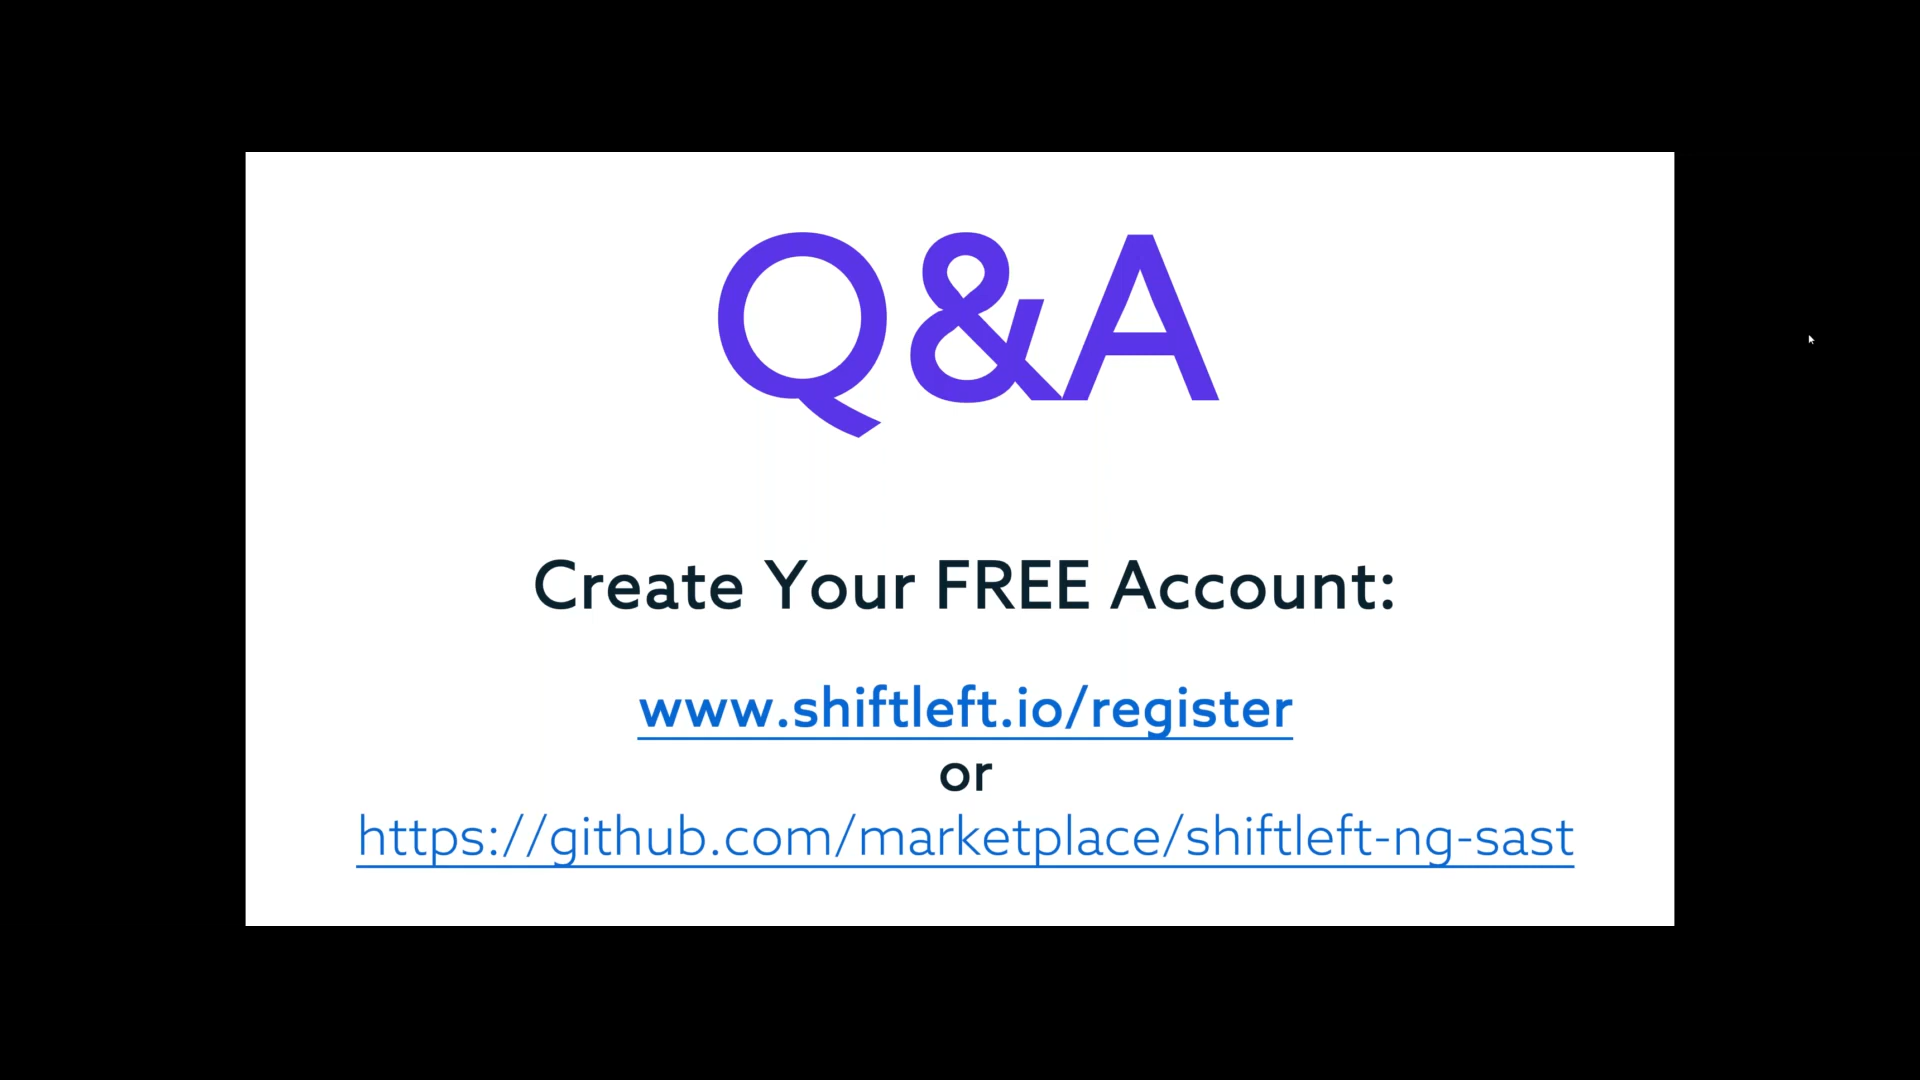 Q&A
Create Your FREE Account:
www.shiftleft.io/register
or
https://github.com/marketplace/shiftleft-ng-sast